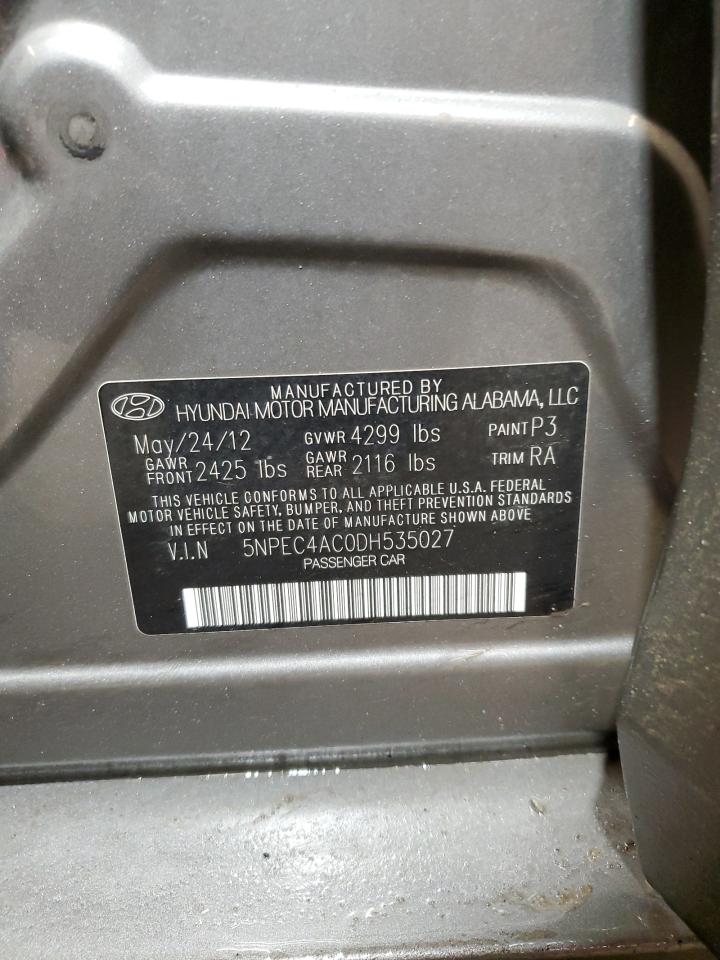 MANUFACTURED BY
HYUNDAI MOTOR MANUFACTURING ALABAMA, LLC
May/24/12 GVWR 4299 lbs PAINT P3
GAWR FRONT 2425 lbs GAWR REAR 2116 lbs TRIM RA
THIS VEHICLE CONFORMS TO ALL APPLICABLE U.S.A. FEDERAL
MOTOR VEHICLE SAFETY, BUMPER, AND THEFT PREVENTION STANDARDS
IN EFFECT ON THE DATE OF MANUFACTURE SHOWN ABOVE
V.I.N 5NPEC4AC0DH535027
PASSENGER CAR